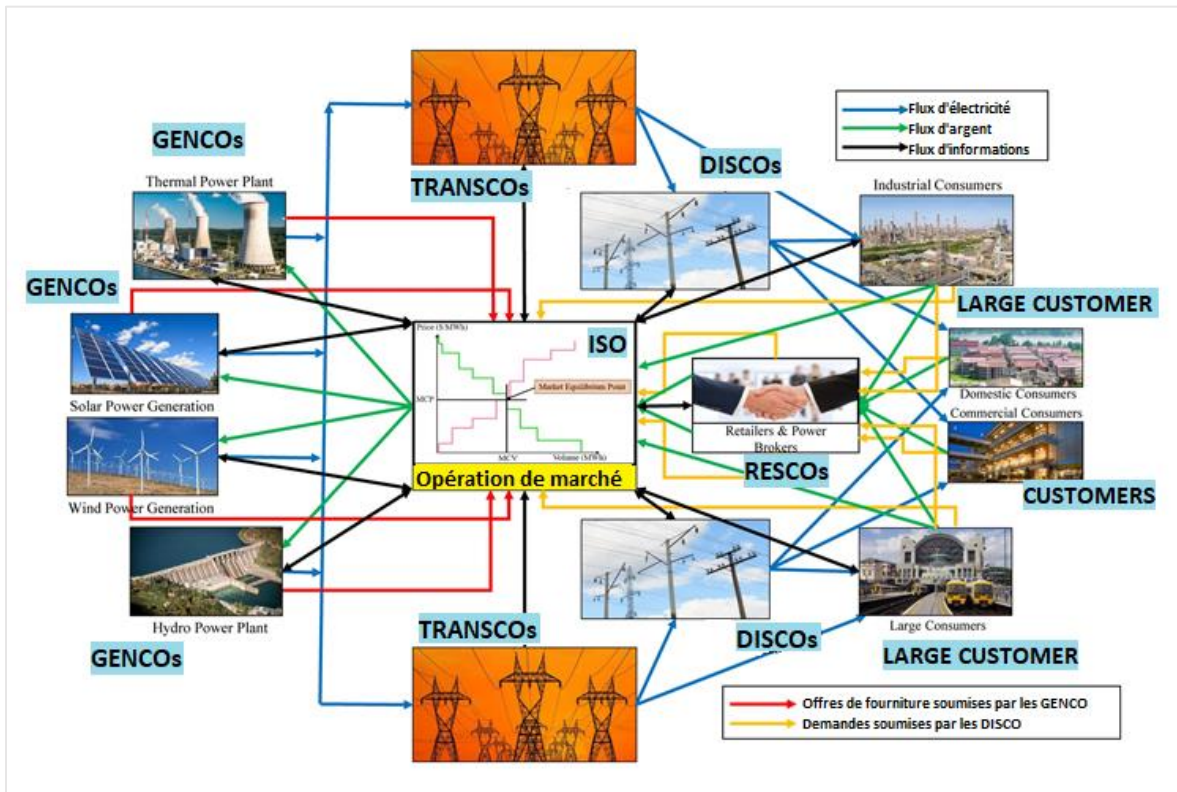 GENCOs
Thermal Power Plant
GENCOs
Solar Power Generation
Wind Power Generation
Hydro Power Plant
GENCOs
TRANSCOs
Price ($/MWh)
ISO
Market Equilibrium Point
MCP
MCV
Volume (MWh)
Opération de marché
TRANSCOs
DISCOs
Retailers & Power
Brokers
RESCOs
DISCOs
Flux d'électricité
Flux d'argent
Flux d'informations
Industrial Consumers
LARGE CUSTOMER
Domestic Consumers
Commercial Consumers
CUSTOMERS
Large Consumers
LARGE CUSTOMER
Offres de fourniture soumises par les GENCO
Demandes soumises par les DISCO